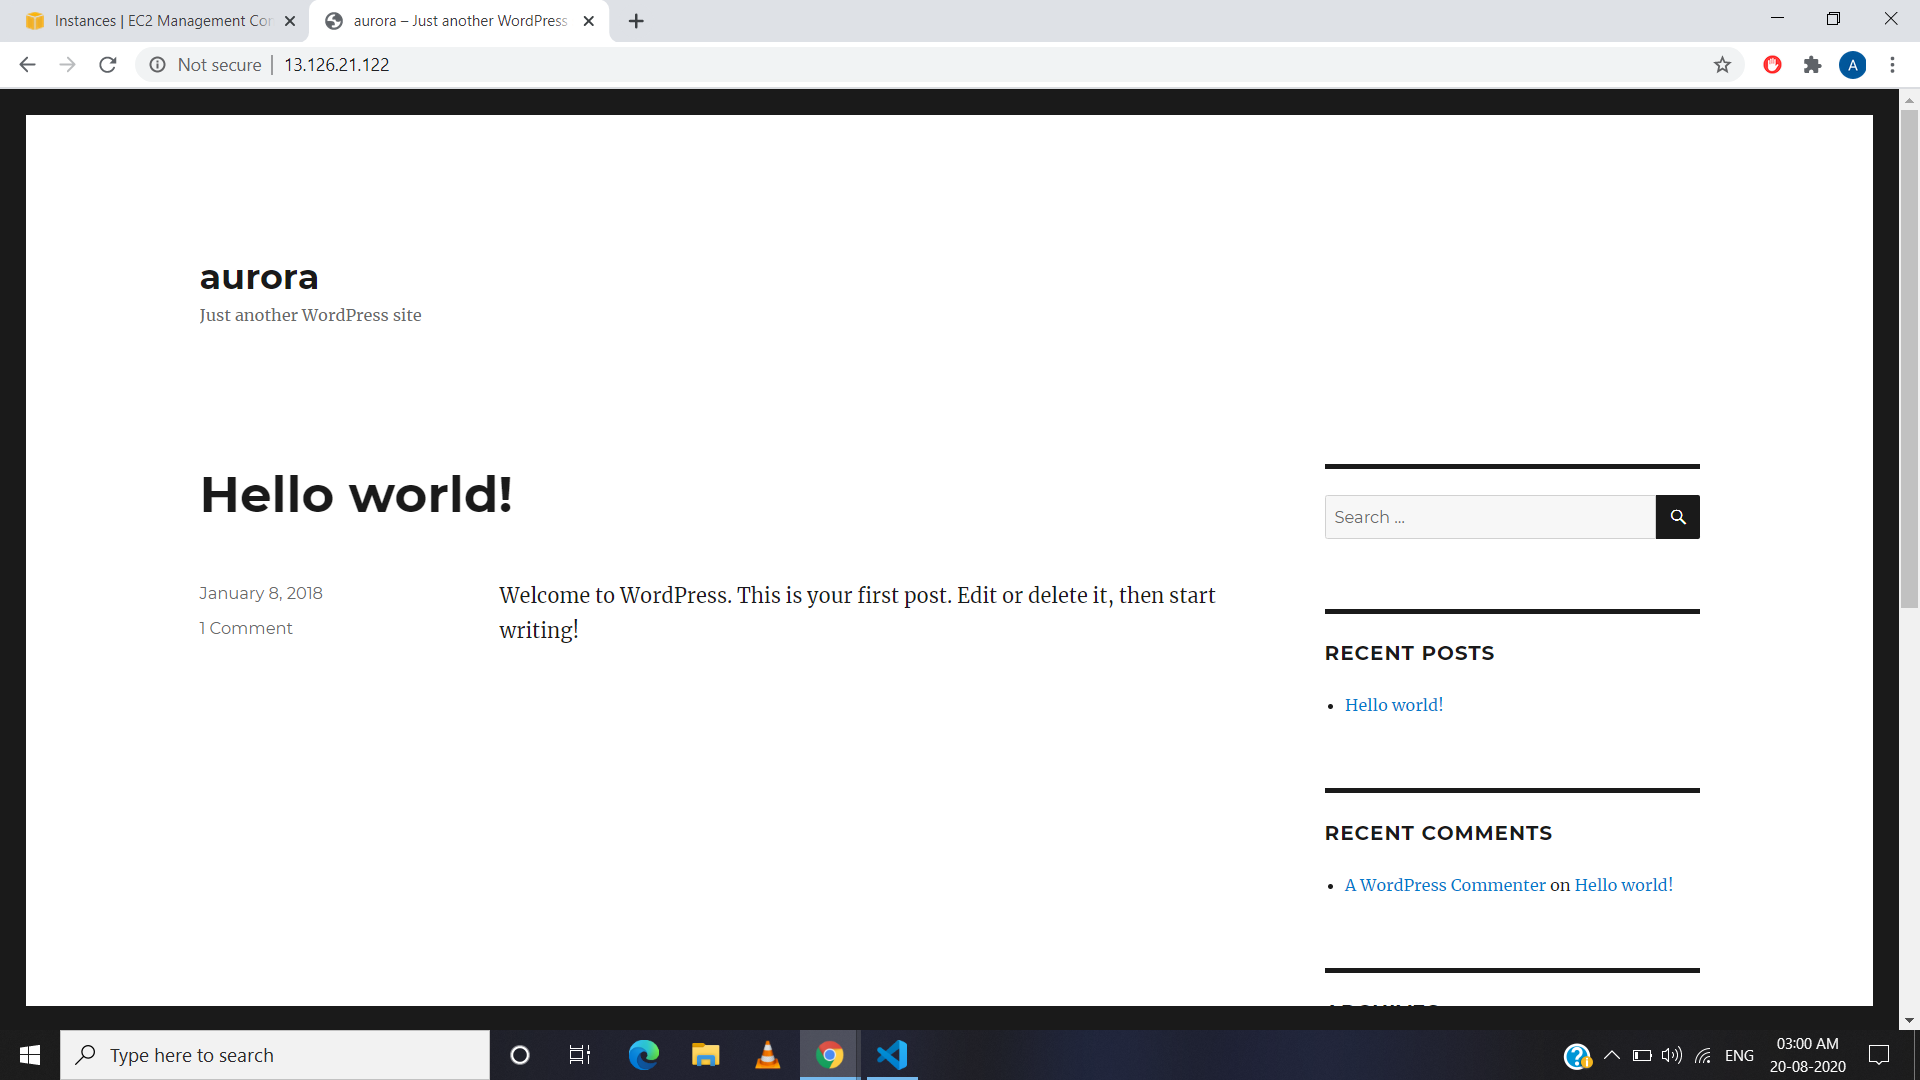 Instances | EC2 Management Con
aurora – Just another WordPress
Not secure | 13.126.21.122
A
aurora
Just another WordPress site
Hello world!
Search …
January 8, 2018
1 Comment
Welcome to WordPress. This is your first post. Edit or delete it, then start
writing!
RECENT POSTS
Hello world!
RECENT COMMENTS
A WordPress Commenter on Hello world!
Type here to search
ENG
03:00 AM
20-08-2020